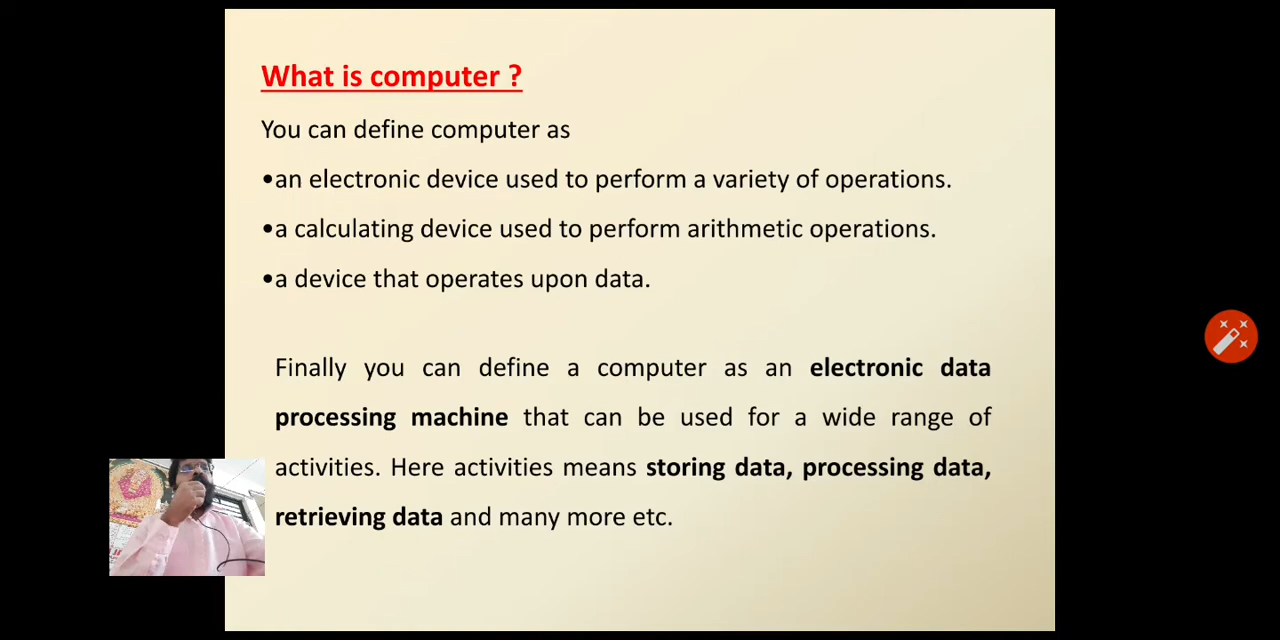 What is computer ?
You can define computer as
•an electronic device used to perform a variety of operations.
•a calculating device used to perform arithmetic operations.
•a device that operates upon data.
Finally you can define a computer as an electronic data
processing machine that can be used for a wide range of
activities. Here activities means storing data, processing data,
retrieving data and many more etc.